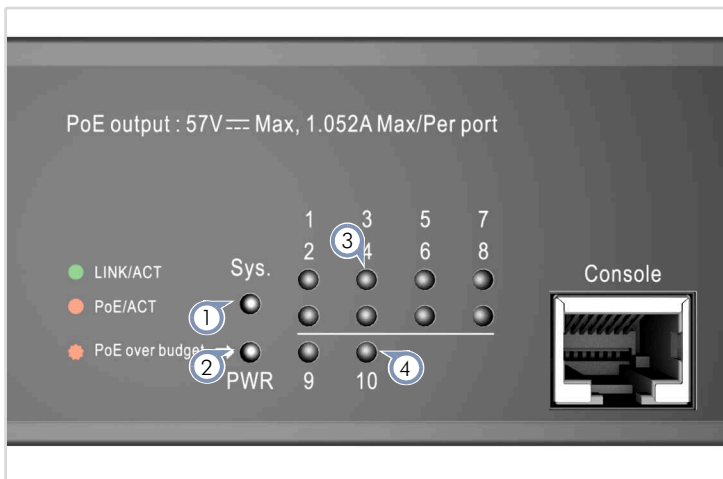 PoE output : 57V⎓ Max, 1.052A Max/Per port
1 3 5 7
3
2 4 6 8
LINK/ACT
Sys.
Console
PoE/ACT
1
PoE over budget
2
4
PWR 9 10